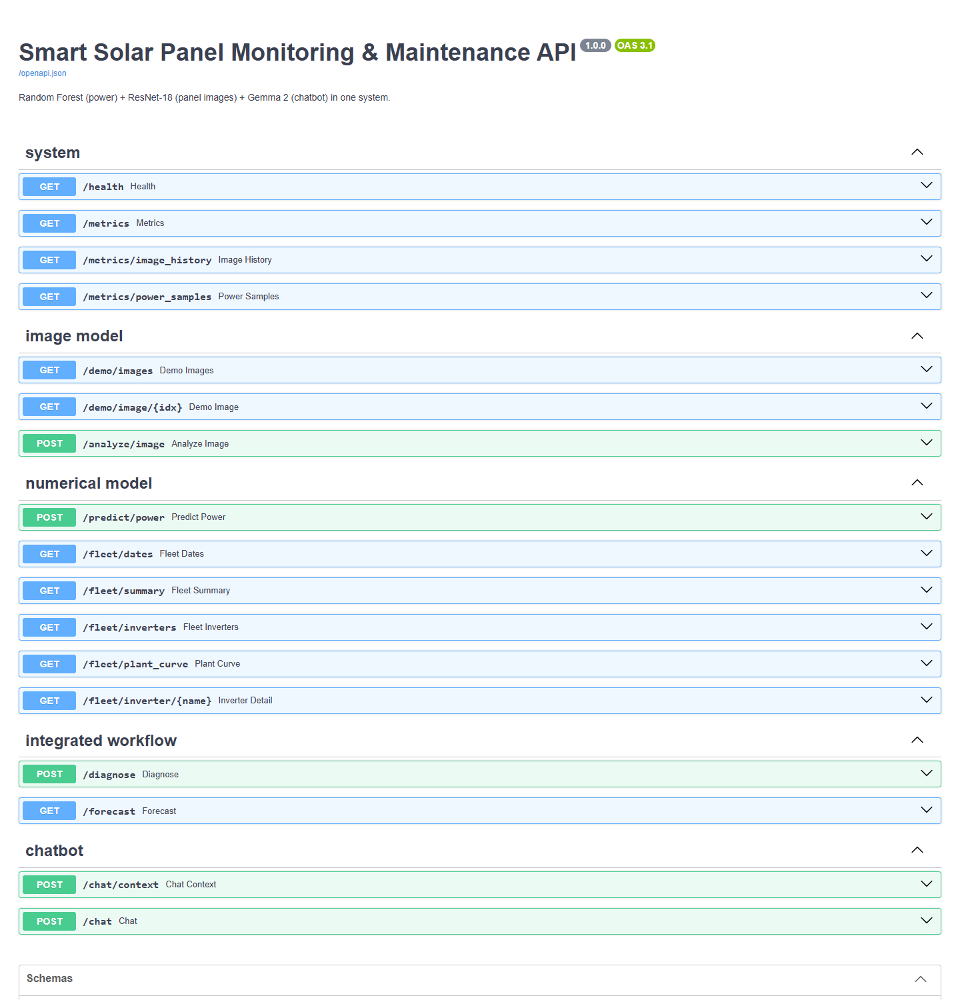 Smart Solar Panel Monitoring & Maintenance API 1.0.0 OAS 3.1
/openapi.json
Random Forest (power) + ResNet-18 (panel images) + Gemma 2 (chatbot) in one system.
system
GET /health Health
GET /metrics Metrics
GET /metrics/image_history Image History
GET /metrics/power_samples Power Samples
image model
GET /demo/images Demo Images
GET /demo/image/{idx} Demo Image
POST /analyze/image Analyze Image
numerical model
POST /predict/power Predict Power
GET /fleet/dates Fleet Dates
GET /fleet/summary Fleet Summary
GET /fleet/inverters Fleet Inverters
GET /fleet/plant_curve Plant Curve
GET /fleet/inverter/{name} Inverter Detail
integrated workflow
POST /diagnose Diagnose
GET /forecast Forecast
chatbot
POST /chat/context Chat Context
POST /chat Chat
Schemas